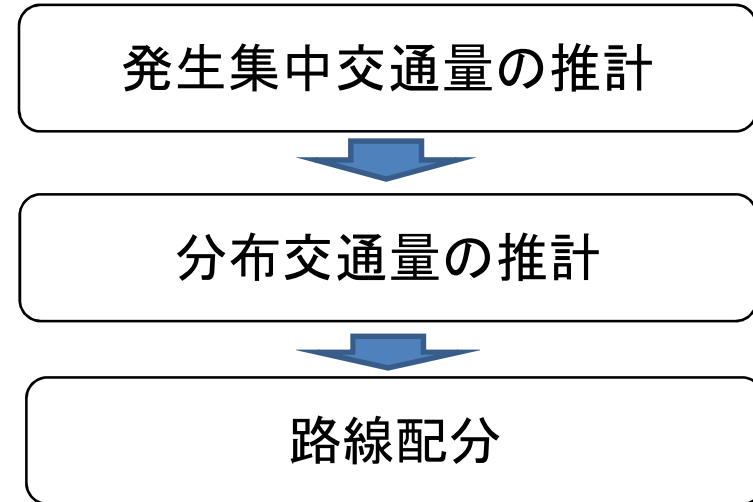 発生集中交通量の推計
分布交通量の推計
路線配分